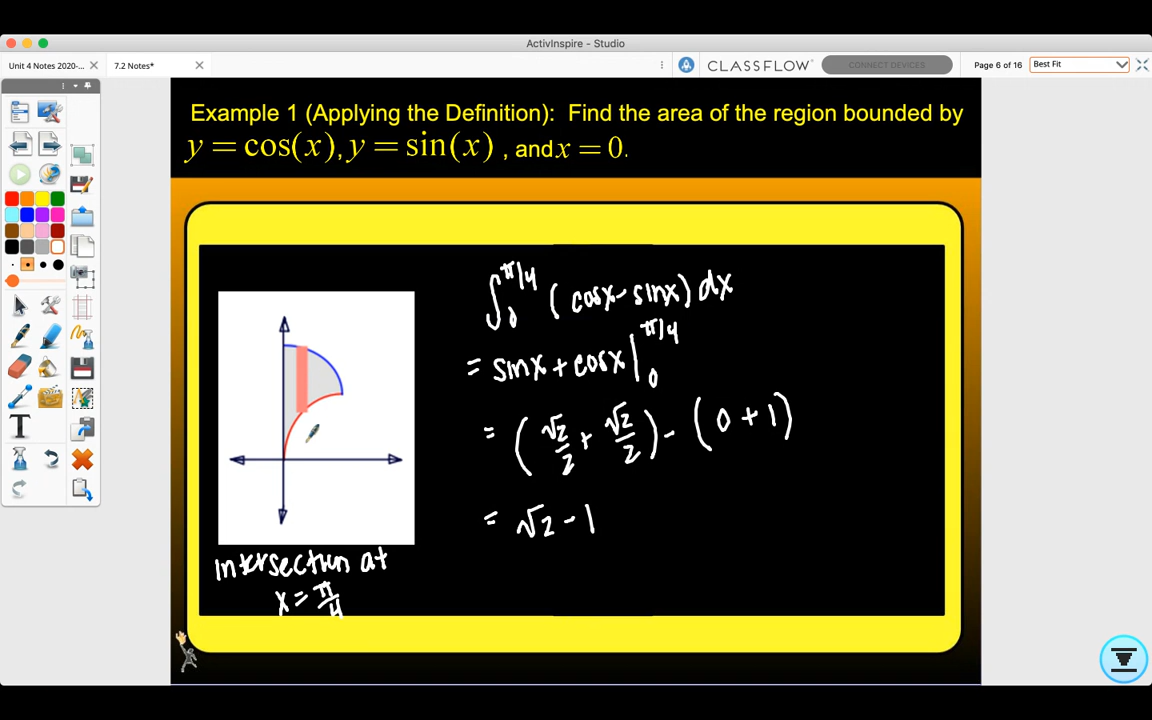 ActivInspire - Studio
Unit 4 Notes 2020-...
7.2 Notes*
CLASSFLOW
CONNECT DEVICES
Page 6 of 16
Best Fit
Example 1 (Applying the Definition): Find the area of the region bounded by
y = cos(x), y = sin(x) , and x = 0.
∫₀^π/4 (cosx - sinx) dx
= sinx + cosx |₀^π/4
= (√2/2 + √2/2) - (0 + 1)
= √2 - 1
intersection at
x = π/4